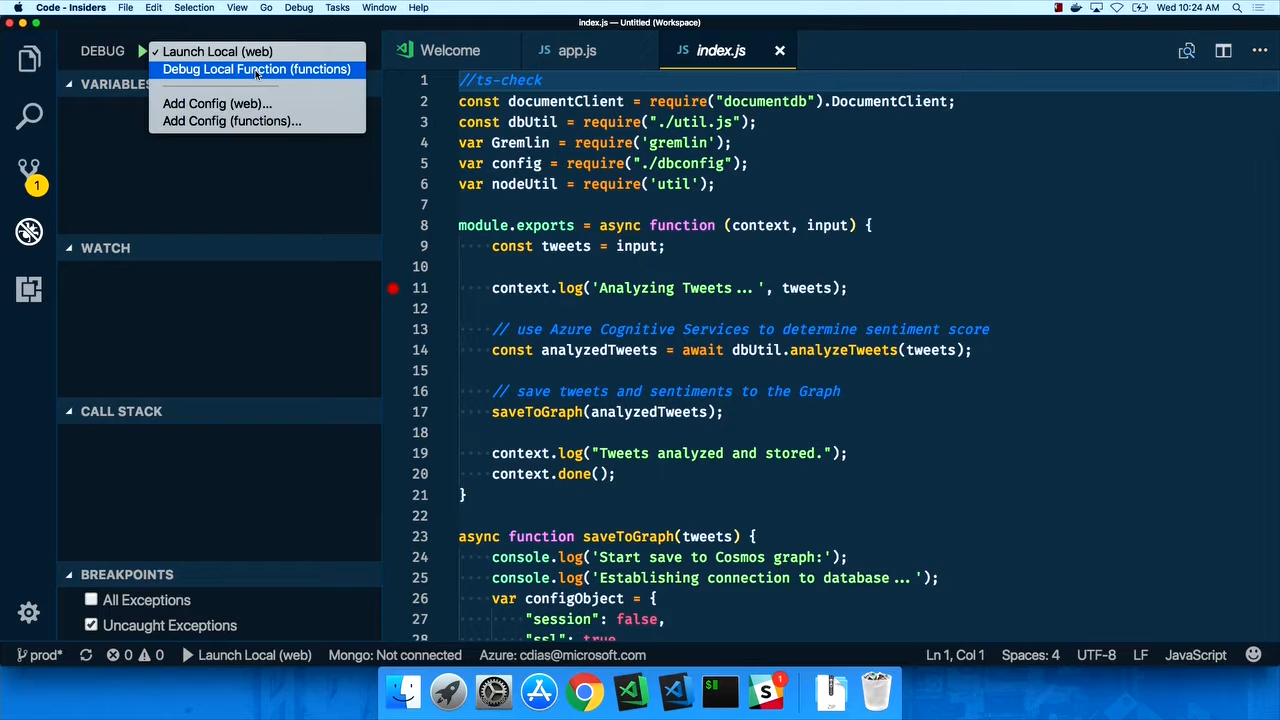 Code - Insiders File Edit Selection View Go Debug Tasks Window Help Wed 10:24 AM
index.js — Untitled (Workspace)
DEBUG Launch Local (web)
Debug Local Function (functions)
Add Config (web)...
Add Config (functions)...
VARIABLES
WATCH
CALL STACK
BREAKPOINTS
All Exceptions
Uncaught Exceptions
1
Welcome JS app.js JS index.js
1 //ts-check
2 const documentClient = require("documentdb").DocumentClient;
3 const dbUtil = require("./util.js");
4 var Gremlin = require('gremlin');
5 var config = require("./dbconfig");
6 var nodeUtil = require('util');
7
8 module.exports = async function (context, input) {
9 const tweets = input;
10
11 context.log('Analyzing Tweets...', tweets);
12
13 // use Azure Cognitive Services to determine sentiment score
14 const analyzedTweets = await dbUtil.analyzeTweets(tweets);
15
16 // save tweets and sentiments to the Graph
17 saveToGraph(analyzedTweets);
18
19 context.log("Tweets analyzed and stored.");
20 context.done();
21 }
22
23 async function saveToGraph(tweets) {
24 console.log('Start save to Cosmos graph:');
25 console.log('Establishing connection to database...');
26 var configObject = {
27 "session": false,
28 "ssl": true
prod* 0 0 Launch Local (web) Mongo: Not connected Azure: cdias@microsoft.com Ln 1, Col 1 Spaces: 4 UTF-8 LF JavaScript
$
1
ZIP